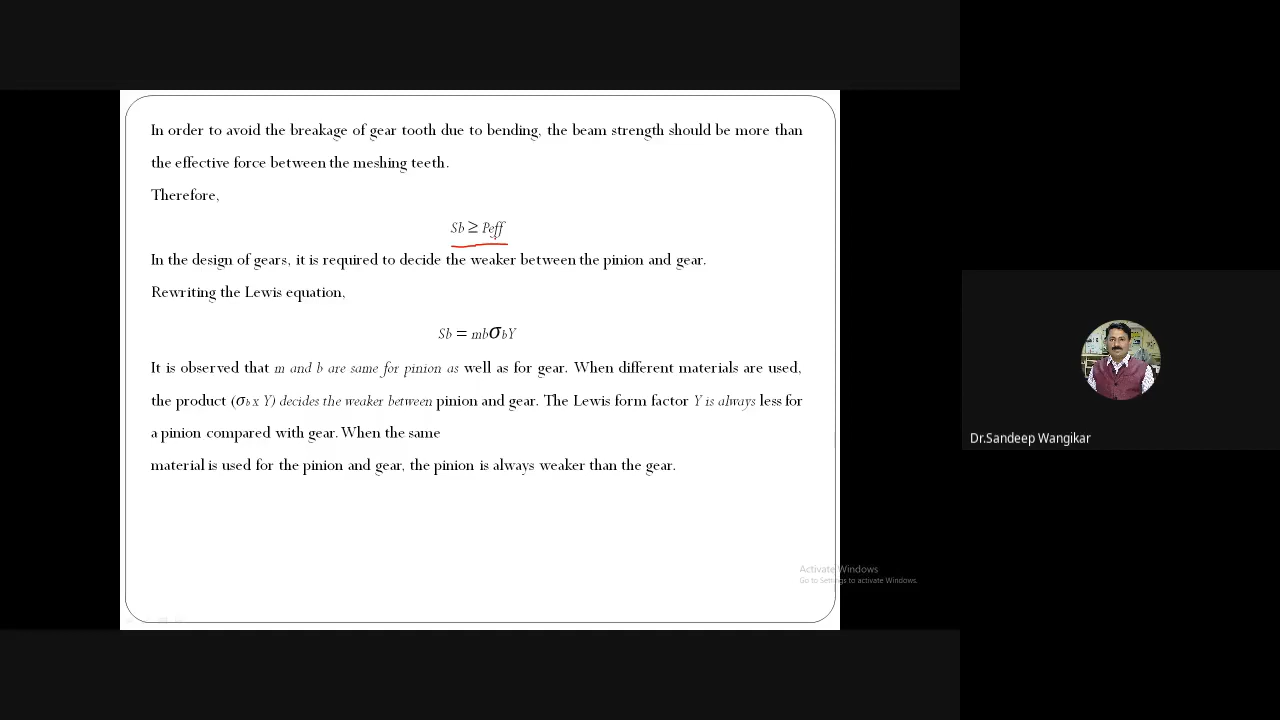 In order to avoid the breakage of gear tooth due to bending, the beam strength should be more than
the effective force between the meshing teeth.
Therefore,
Sb ≥ Peff
In the design of gears, it is required to decide the weaker between the pinion and gear.
Rewriting the Lewis equation,
Sb = mbσbY
It is observed that m and b are same for pinion as well as for gear. When different materials are used,
the product (σb x Y) decides the weaker between pinion and gear. The Lewis form factor Y is always less for
a pinion compared with gear. When the same
material is used for the pinion and gear, the pinion is always weaker than the gear.
Activate Windows
Go to Settings to activate Windows.
Dr.Sandeep Wangikar